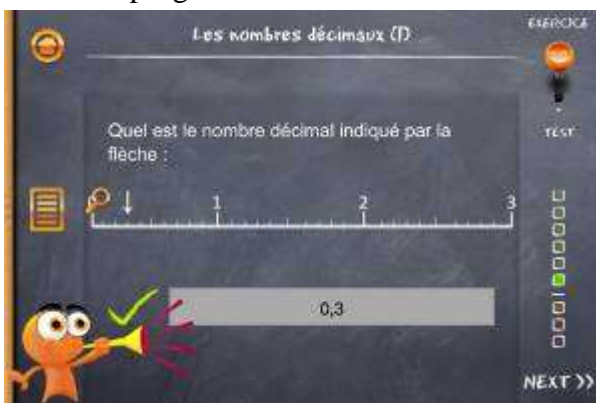 Les nombres décimaux (1)
EXERCICE
TEST
Quel est le nombre décimal indiqué par la
flèche :
1 2 3
0,3
NEXT >>